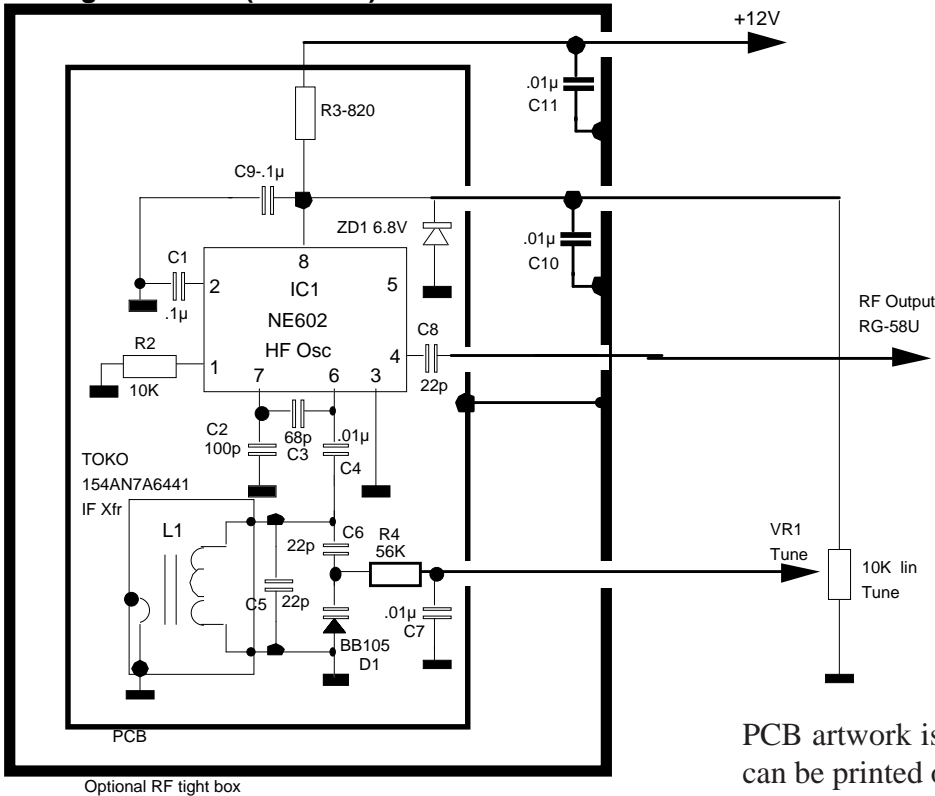 +12V
.01µ
C11
R3-820
C9-.1µ
ZD1 6.8V
.01µ
C10
C1
.1µ
2
8
5
IC1
NE602
HF Osc
C8
4
22p
RF Output
RG-58U
R2
10K
1
7
6
3
C2
100p
68p
C3
.01µ
C4
TOKO
154AN7A6441
IF Xfr
L1
C5
22p
22p
C6
R4
56K
.01µ
C7
BB105
D1
VR1
Tune
10K lin
Tune
PCB
Optional RF tight box
PCB artwork is
can be printed